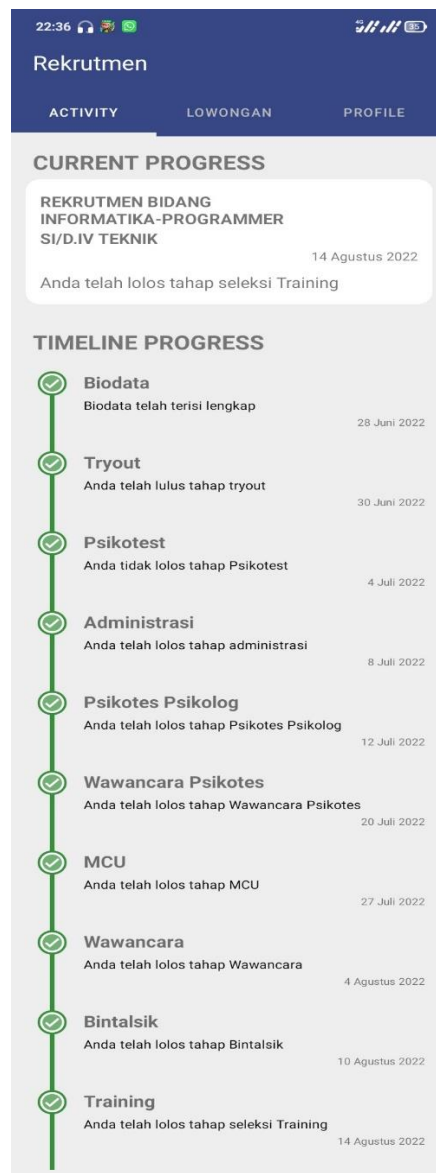 22:36
4G
35
Rekrutmen
ACTIVITY LOWONGAN PROFILE
CURRENT PROGRESS
REKRUTMEN BIDANG
INFORMATIKA-PROGRAMMER
SI/D.IV TEKNIK
14 Agustus 2022
Anda telah lolos tahap seleksi Training
TIMELINE PROGRESS
Biodata
Biodata telah terisi lengkap
28 Juni 2022
Tryout
Anda telah lulus tahap tryout
30 Juni 2022
Psikotest
Anda tidak lolos tahap Psikotest
4 Juli 2022
Administrasi
Anda telah lolos tahap administrasi
8 Juli 2022
Psikotes Psikolog
Anda telah lolos tahap Psikotes Psikolog
12 Juli 2022
Wawancara Psikotes
Anda telah lolos tahap Wawancara Psikotes
20 Juli 2022
MCU
Anda telah lolos tahap MCU
27 Juli 2022
Wawancara
Anda telah lolos tahap Wawancara
4 Agustus 2022
Bintalsik
Anda telah lolos tahap Bintalsik
10 Agustus 2022
Training
Anda telah lolos tahap seleksi Training
14 Agustus 2022